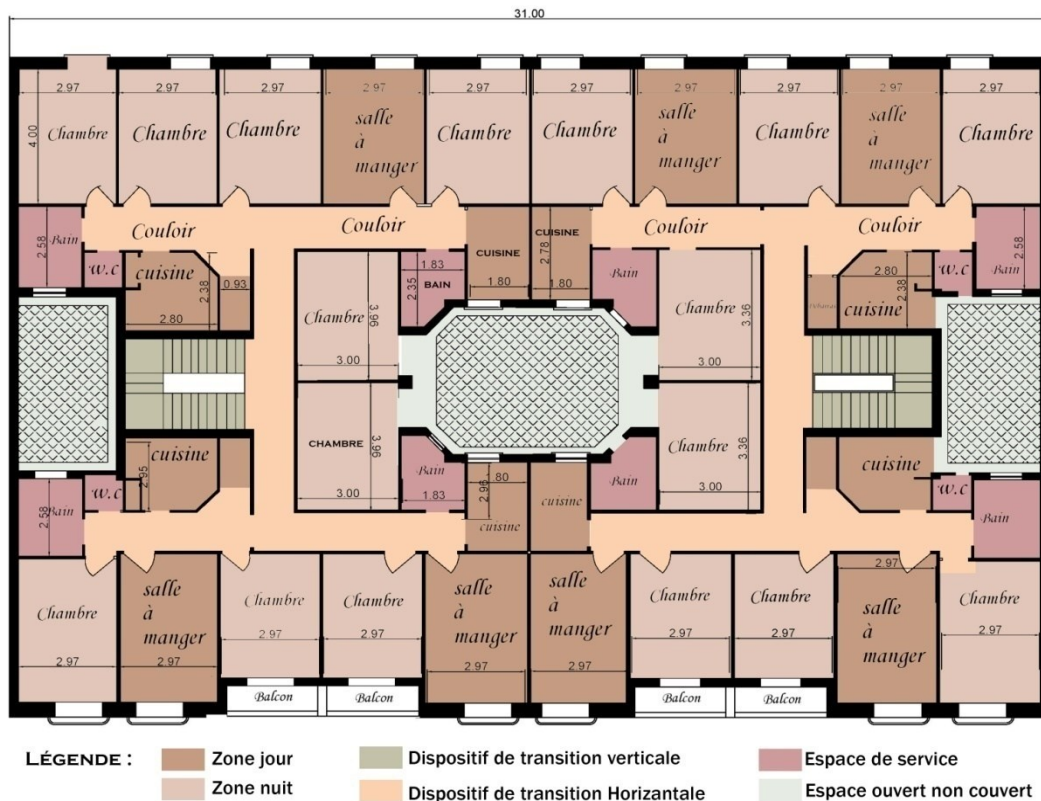 31.00
2.97
2.97
2.97
2.97
2.97
2.97
2.97
2.97
2.97
2.97
4.00
Chambre
Chambre
Chambre
salle
à
manger
Chambre
Chambre
salle
à
manger
Chambre
salle
à
manger
Chambre
2.58
Bain
Couloir
Couloir
CUISINE
CUISINE
2.78
Couloir
Couloir
2.58
Bain
w.c
cuisine
2.38
0.93
2.80
1.83
2.35
BAIN
1.80
1.80
Bain
2.80
2.38
cuisine
w.c
Chambre
3.96
3.00
Chambre
3.36
3.00
CHAMBRE
3.96
3.00
Chambre
3.36
3.00
cuisine
2.95
w.c
2.58
Bain
Bain
1.83
1.80
2.96
cuisine
cuisine
Bain
cuisine
w.c
Bain
Chambre
2.97
salle
à
manger
2.97
Chambre
2.97
Chambre
2.97
salle
à
manger
2.97
salle
à
manger
2.97
Chambre
2.97
Chambre
2.97
2.97
salle
à
manger
Chambre
2.97
Balcon
Balcon
Balcon
Balcon
LÉGENDE :
Zone jour
Dispositif de transition verticale
Espace de service
Zone nuit
Dispositif de transition Horizantale
Espace ouvert non couvert